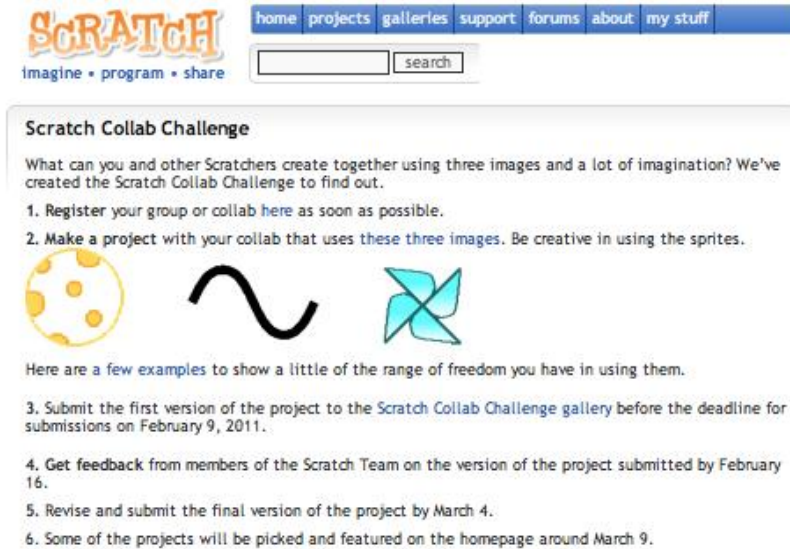 SCRATCH
imagine • program • share
home projects galleries support forums about my stuff
search
Scratch Collab Challenge
What can you and other Scratchers create together using three images and a lot of imagination? We've
created the Scratch Collab Challenge to find out.
1. Register your group or collab here as soon as possible.
2. Make a project with your collab that uses these three images. Be creative in using the sprites.
Here are a few examples to show a little of the range of freedom you have in using them.
3. Submit the first version of the project to the Scratch Collab Challenge gallery before the deadline for
submissions on February 9, 2011.
4. Get feedback from members of the Scratch Team on the version of the project submitted by February
16.
5. Revise and submit the final version of the project by March 4.
6. Some of the projects will be picked and featured on the homepage around March 9.